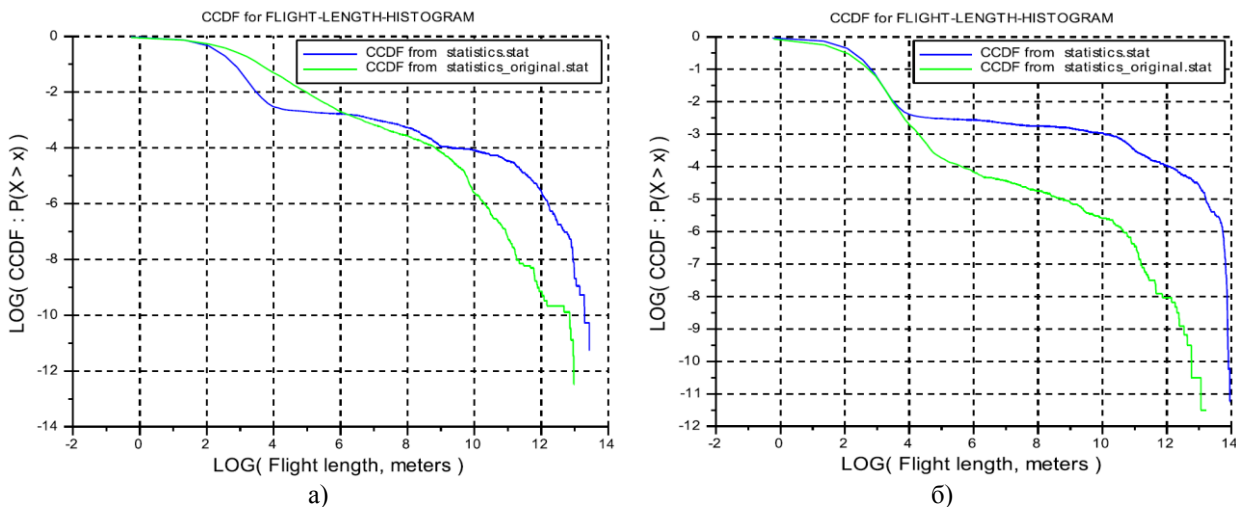 CCDF for FLIGHT-LENGTH-HISTOGRAM
CCDF from statistics.stat
CCDF from statistics_original.stat
LOG( CCDF : P(X > x))
0
-2
-4
-6
-8
-10
-12
-14
-2 0 2 4 6 8 10 12 14
LOG( Flight length, meters )
а)
CCDF for FLIGHT-LENGTH-HISTOGRAM
CCDF from statistics.stat
CCDF from statistics_original.stat
LOG( CCDF : P(X > x))
0
-1
-2
-3
-4
-5
-6
-7
-8
-9
-10
-11
-12
-2 0 2 4 6 8 10 12 14
LOG( Flight length, meters )
б)